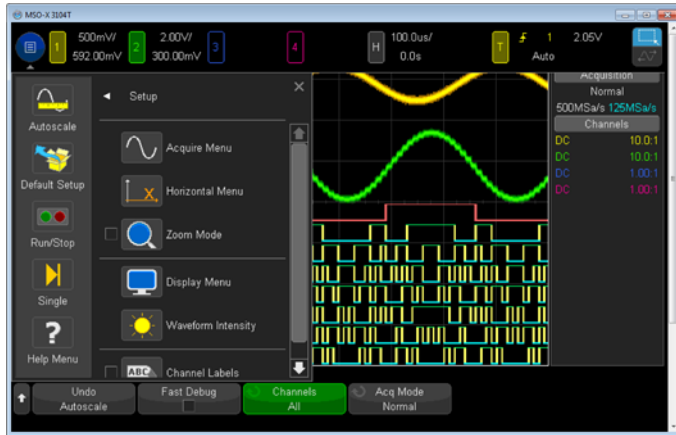 MSO-X 3104T
1
500mV/
592.00mV
2
2.00V/
300.00mV
3
4
H
100.0us/
0.0s
T
1
2.05V
Auto
Autoscale
Default Setup
Run/Stop
Single
?
Help Menu
Setup
Acquire Menu
X
Horizontal Menu
Zoom Mode
Display Menu
Waveform Intensity
ABC
Channel Labels
Acquisition
Normal
500MSa/s 125MSa/s
Channels
DC 10.0:1
DC 10.0:1
DC 1.00:1
DC 1.00:1
Undo
Autoscale
Fast Debug
Channels
All
Acq Mode
Normal